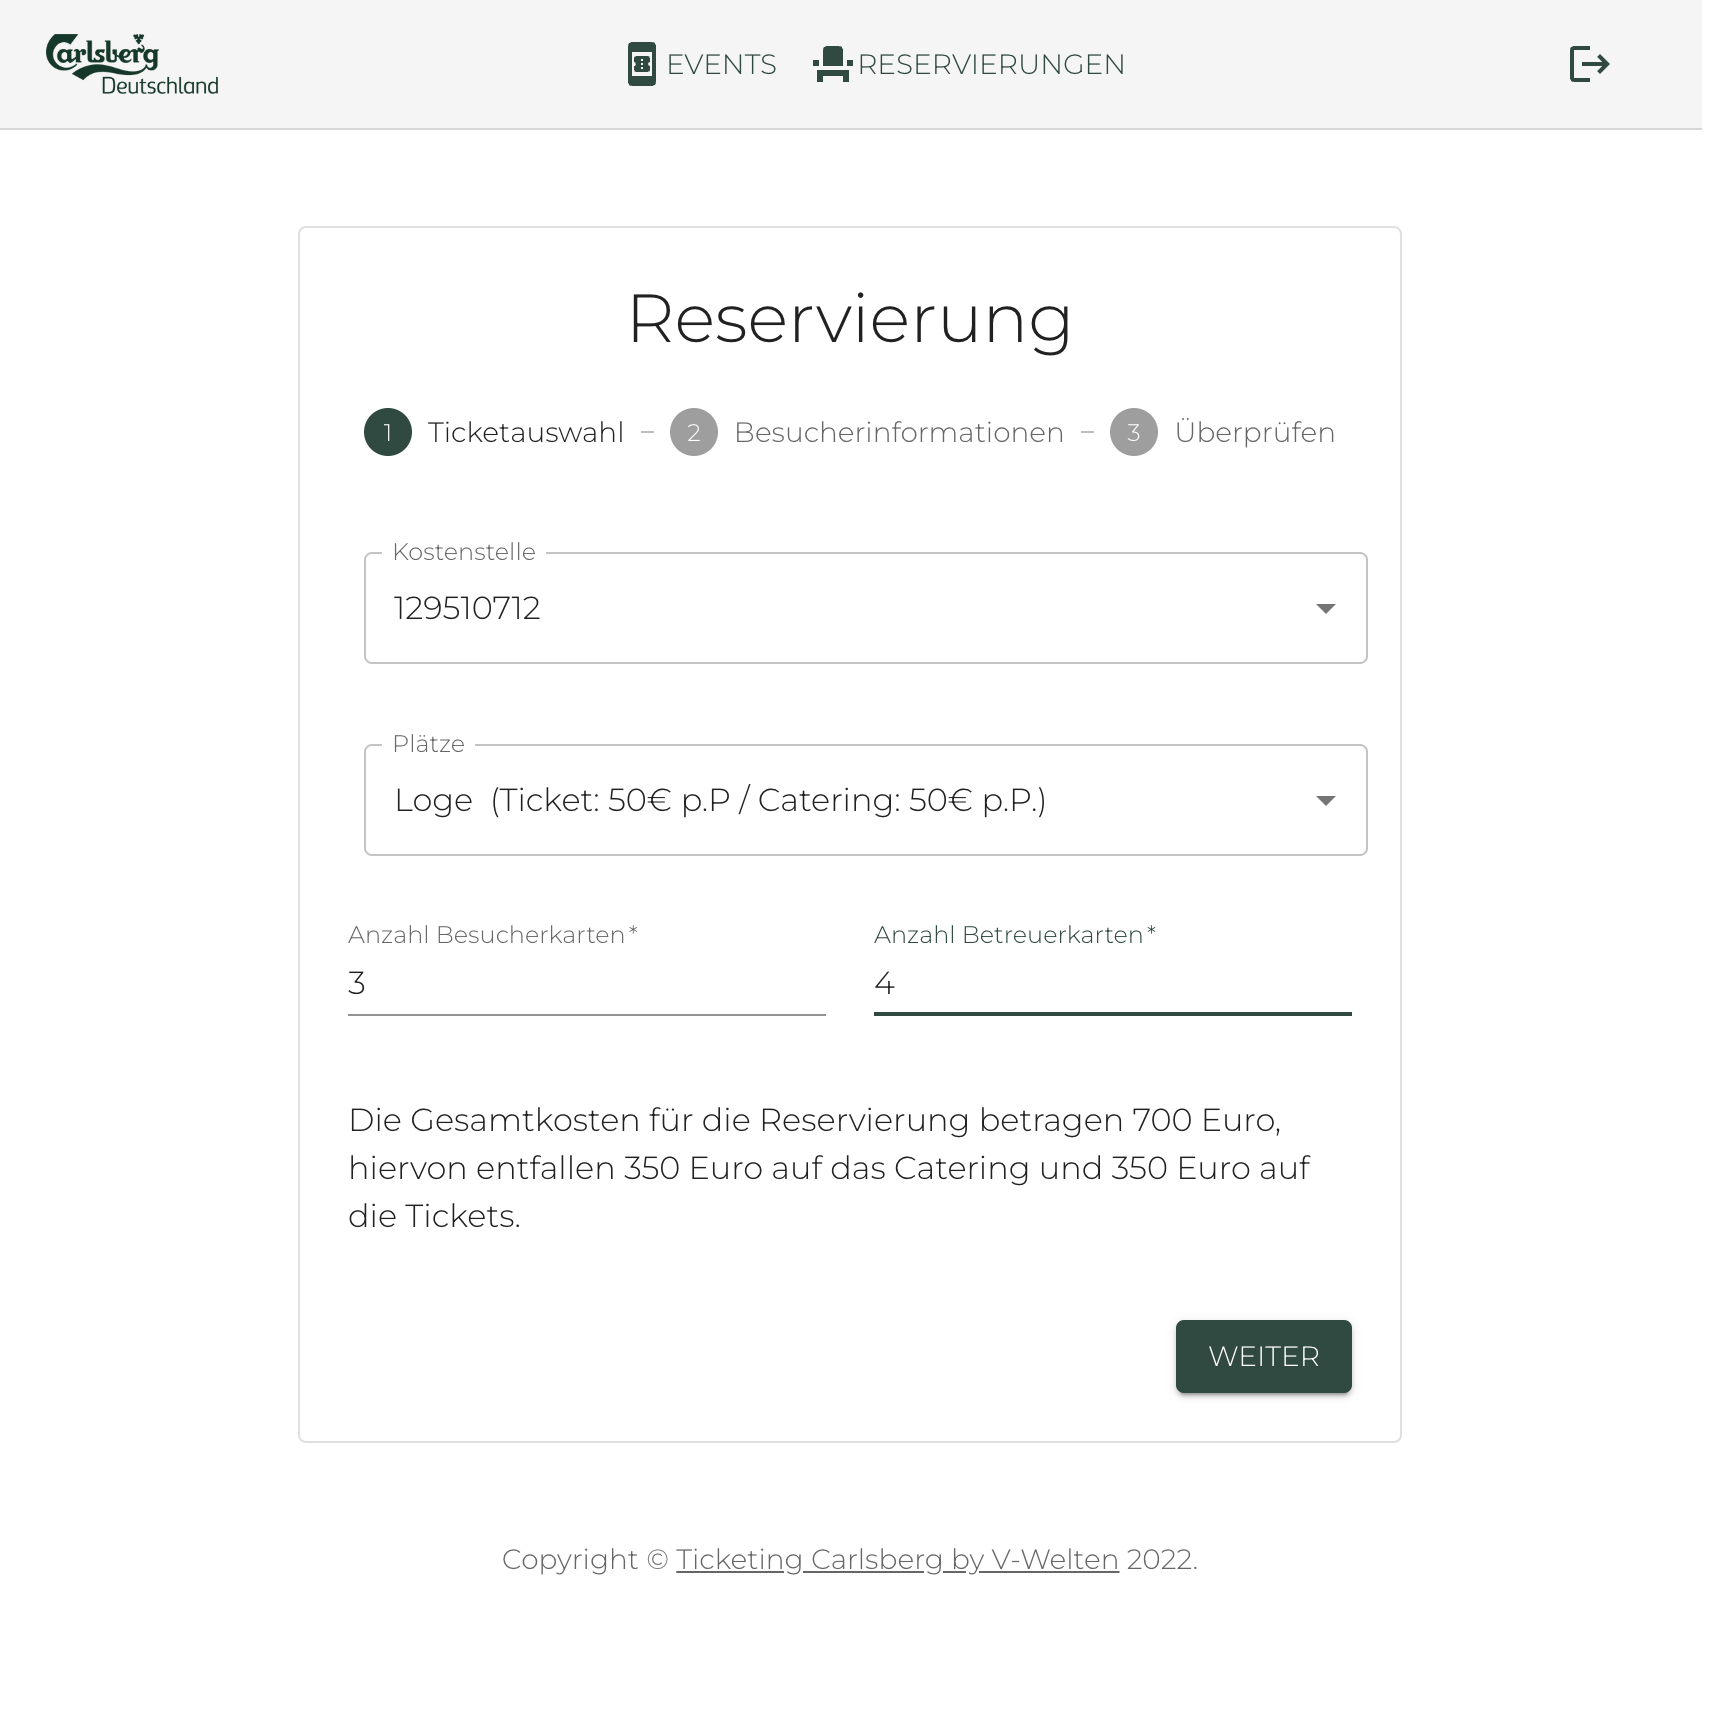 Carlsberg
Deutschland
EVENTS
RESERVIERUNGEN
Reservierung
1 Ticketauswahl
2 Besucherinformationen
3 Überprüfen
Kostenstelle
129510712
Plätze
Loge (Ticket: 50€ p.P / Catering: 50€ p.P.)
Anzahl Besucherkarten*
3
Anzahl Betreuerkarten*
4
Die Gesamtkosten für die Reservierung betragen 700 Euro,
hiervon entfallen 350 Euro auf das Catering und 350 Euro auf
die Tickets.
WEITER
Copyright © Ticketing Carlsberg by V-Welten 2022.